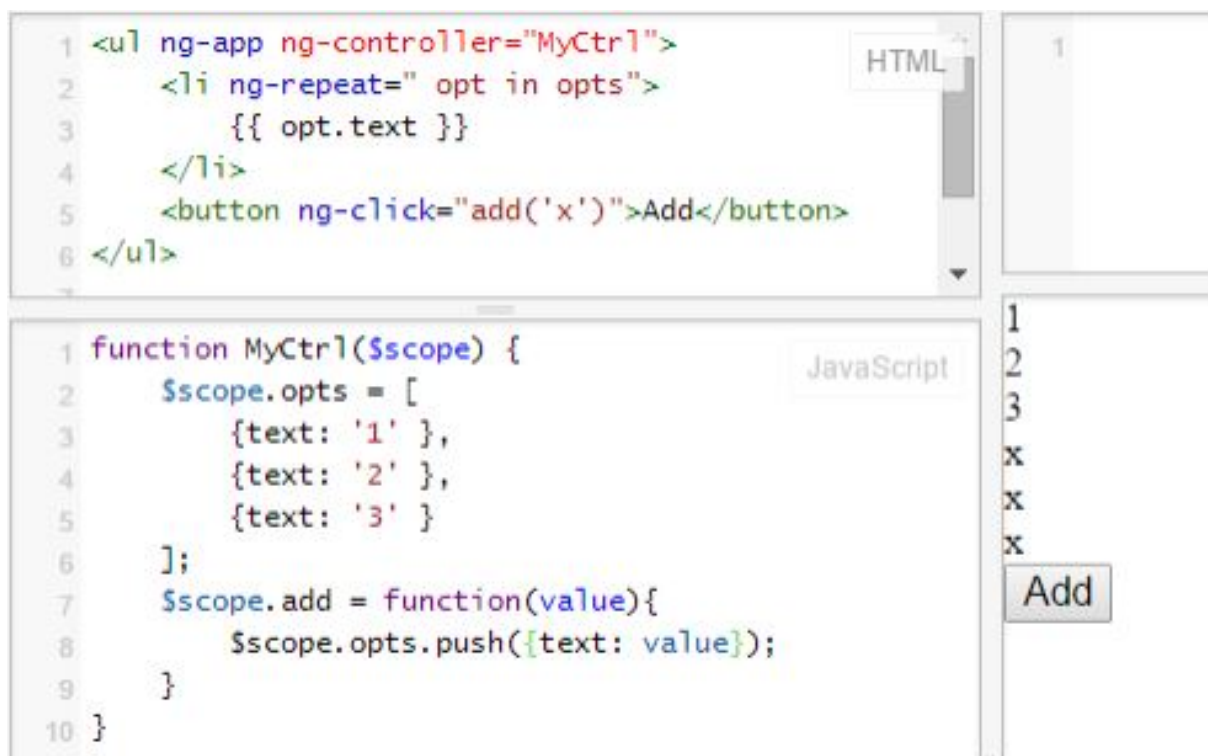 1 <ul ng-app ng-controller="MyCtrl">
2     <li ng-repeat=" opt in opts">
3         {{ opt.text }}
4     </li>
5     <button ng-click="add('x')">Add</button>
6 </ul>
HTML
1
1 function MyCtrl($scope) {
2     $scope.opts = [
3         {text: '1' },
4         {text: '2' },
5         {text: '3' }
6     ];
7     $scope.add = function(value){
8         $scope.opts.push({text: value});
9     }
10 }
JavaScript
1
2
3
x
x
x
Add